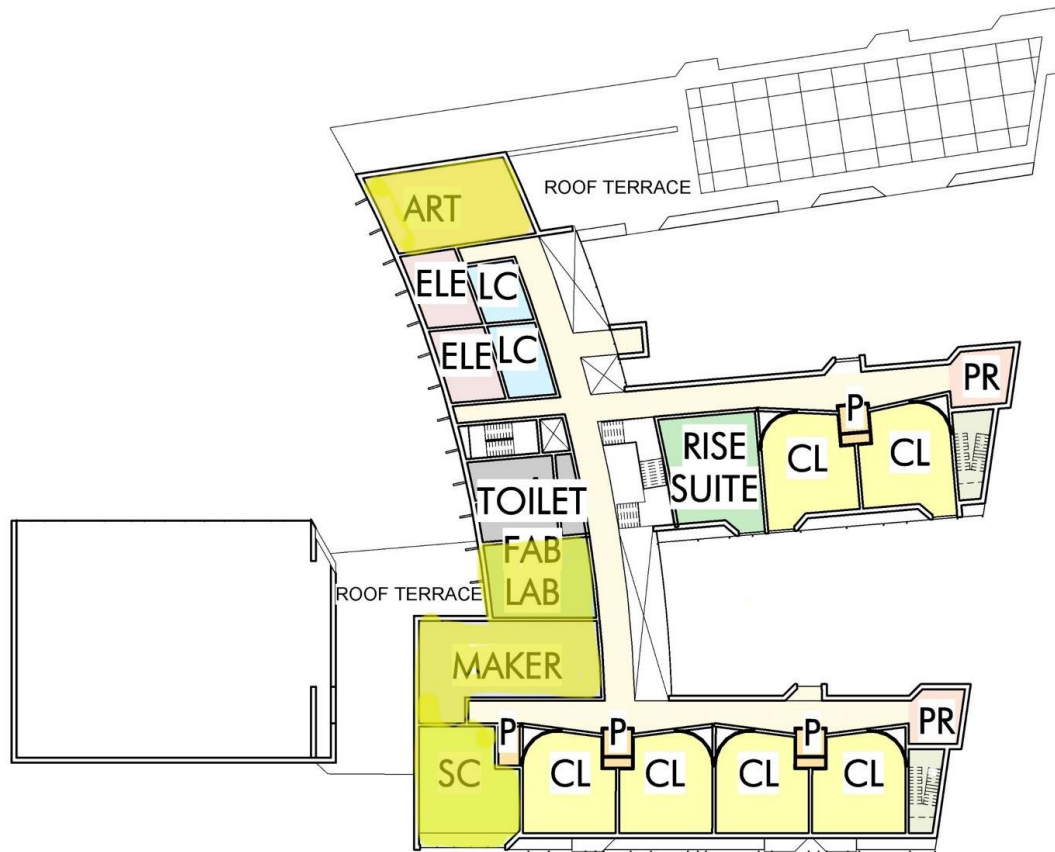 ROOF TERRACE
ART
ELE
LC
ELE
LC
PR
P
RISE
SUITE
CL
CL
TOILET
FAB
LAB
ROOF TERRACE
MAKER
PR
P
P
P
SC
CL
CL
CL
CL